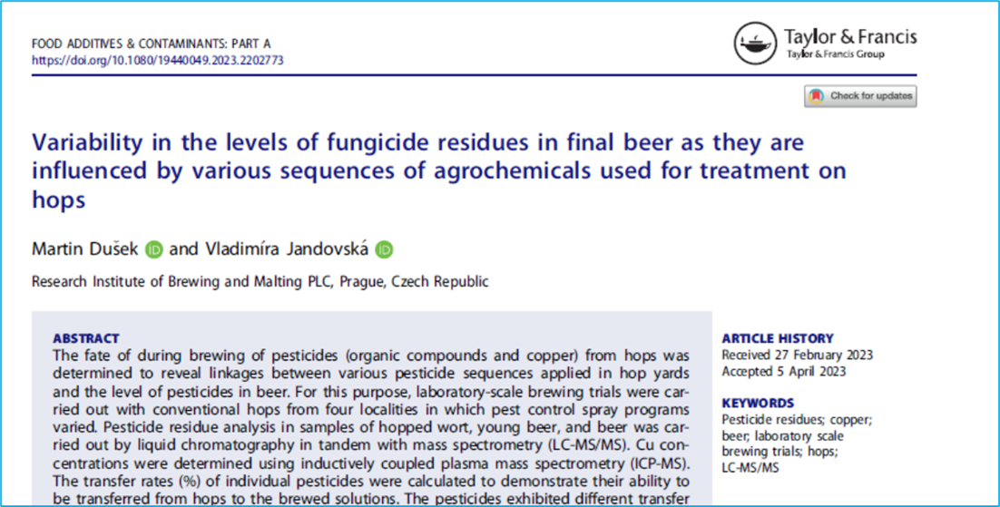 FOOD ADDITIVES & CONTAMINANTS: PART A
https://doi.org/10.1080/19440049.2023.2202773
Taylor & Francis
Taylor & Francis Group
Check for updates
Variability in the levels of fungicide residues in final beer as they are
influenced by various sequences of agrochemicals used for treatment on
hops
Martin Dušek iD and Vladimíra Jandovská iD
Research Institute of Brewing and Malting PLC, Prague, Czech Republic
ABSTRACT
The fate of during brewing of pesticides (organic compounds and copper) from hops was
determined to reveal linkages between various pesticide sequences applied in hop yards
and the level of pesticides in beer. For this purpose, laboratory-scale brewing trials were car-
ried out with conventional hops from four localities in which pest control spray programs
varied. Pesticide residue analysis in samples of hopped wort, young beer, and beer was car-
ried out by liquid chromatography in tandem with mass spectrometry (LC-MS/MS). Cu con-
centrations were determined using inductively coupled plasma mass spectrometry (ICP-MS).
The transfer rates (%) of individual pesticides were calculated to demonstrate their ability to
be transferred from hops to the brewed solutions. The pesticides exhibited different transfer
ARTICLE HISTORY
Received 27 February 2023
Accepted 5 April 2023
KEYWORDS
Pesticide residues; copper;
beer; laboratory scale
brewing trials; hops;
LC-MS/MS